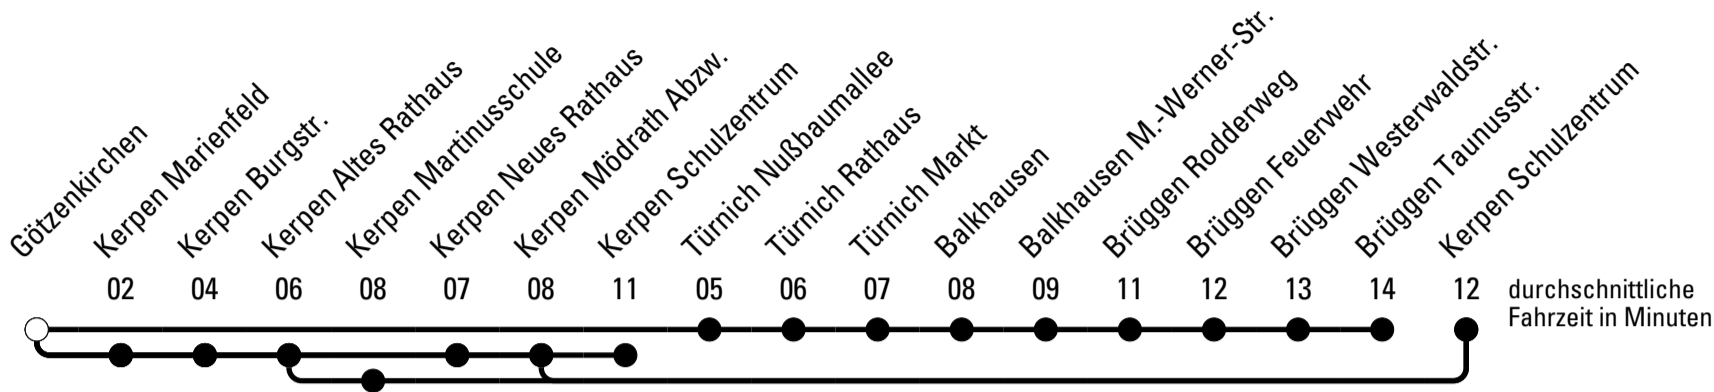 Götzenkirchen
Kerpen Marienfeld
Kerpen Burgstr.
Kerpen Altes Rathaus
Kerpen Martinusschule
Kerpen Neues Rathaus
Kerpen Mödrath Abzw.
Kerpen Schulzentrum
Türnich Nußbaumallee
Türnich Rathaus
Türnich Markt
Balkhausen
Balkhausen M.-Werner-Str.
Brüggen Rodderweg
Brüggen Feuerwehr
Brüggen Westerwaldstr.
Brüggen Taunusstr.
Kerpen Schulzentrum
02 04 06 08 07 08 11 05 06 07 08 09 11 12 13 14 12
durchschnittliche
Fahrzeit in Minuten